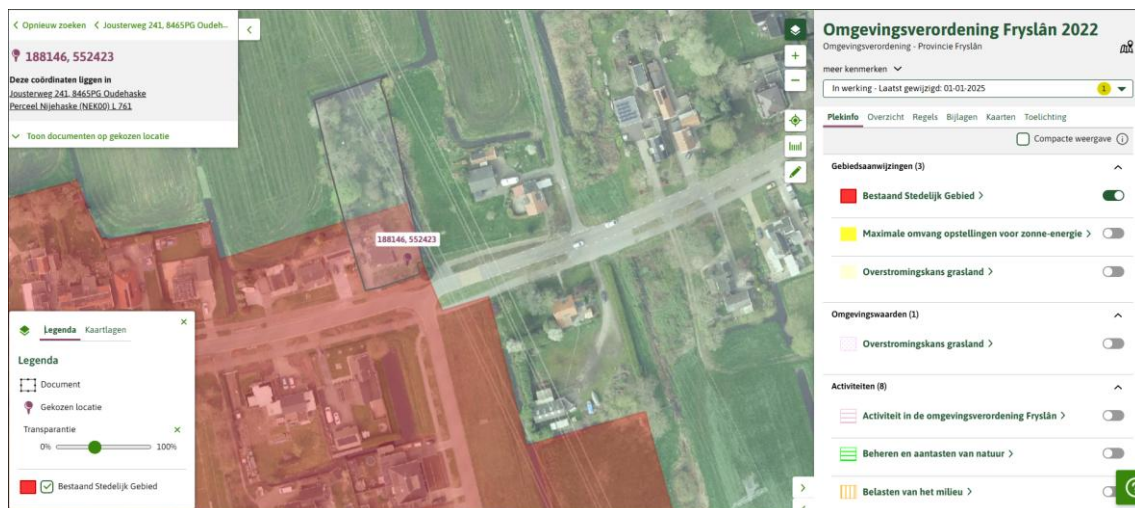 Opnieuw zoeken
Jousterweg 241, 8465PG Oudeh...
188146, 552423
Deze coördinaten liggen in
Jousterweg 241, 8465PG Oudehaske
Perceel Nijehaske (NEK00) L 761
Toon documenten op gekozen locatie
188146, 552423
Legenda
Kaartlagen
Legenda
Document
Gekozen locatie
Transparantie
0%
100%
Bestaand Stedelijk Gebied
Omgevingsverordening Fryslân 2022
Omgevingsverordening - Provincie Fryslân
meer kenmerken
In werking - Laatst gewijzigd: 01-01-2025
1
Plekinfo Overzicht Regels Bijlagen Kaarten Toelichting
Compacte weergave
Gebiedsaanwijzingen (3)
Bestaand Stedelijk Gebied
Maximale omvang opstellingen voor zonne-energie
Overstromingskans grasland
Omgevingswaarden (1)
Overstromingskans grasland
Activiteiten (8)
Activiteit in de omgevingsverordening Fryslân
Beheren en aantasten van natuur
Belasten van het milieu